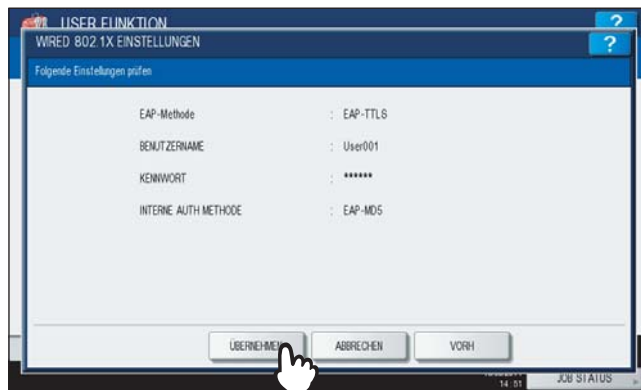 USER FUNKTION
?
WIRED 802.1X EINSTELLUNGEN
?
Folgende Einstellungen prüfen
EAP-Methode : EAP-TTLS
BENUTZERNAME : User001
KENNWORT : ******
INTERNE AUTH METHODE : EAP-MD5
ÜBERNEHMEN ABBRECHEN VORH
14:51 JOB STATUS